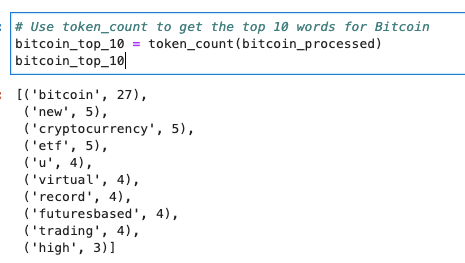 # Use token_count to get the top 10 words for Bitcoin
bitcoin_top_10 = token_count(bitcoin_processed)
bitcoin_top_10
[('bitcoin', 27),
('new', 5),
('cryptocurrency', 5),
('etf', 5),
('u', 4),
('virtual', 4),
('record', 4),
('futuresbased', 4),
('trading', 4),
('high', 3)]